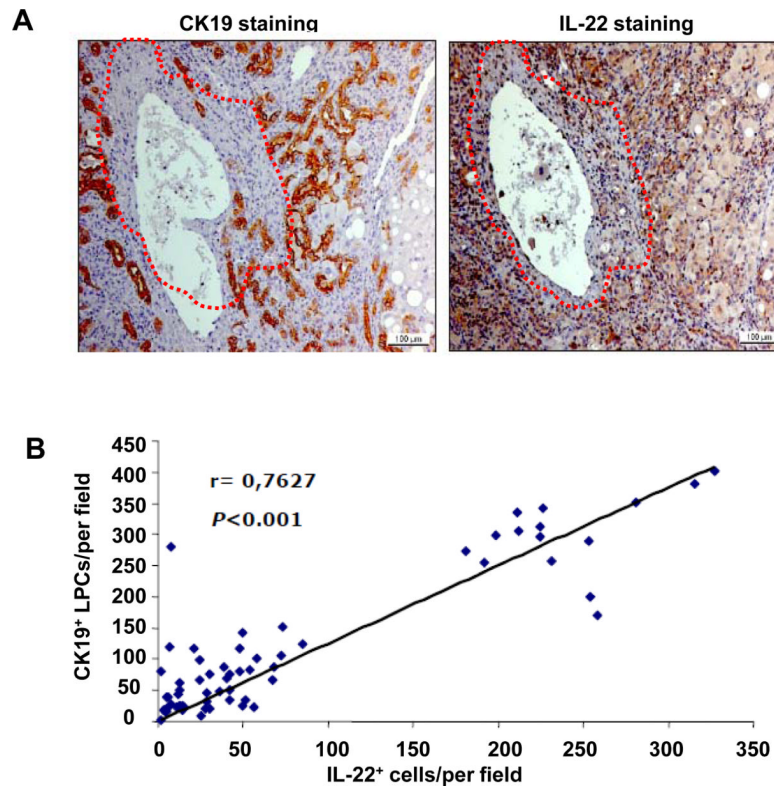 A
CK19 staining
IL-22 staining
100 µm
100 µm
B
CK19⁺ LPCs/per field
450
400
350
300
250
200
150
100
50
0
r= 0,7627
P<0.001
0
50
100
150
200
250
300
350
IL-22⁺ cells/per field